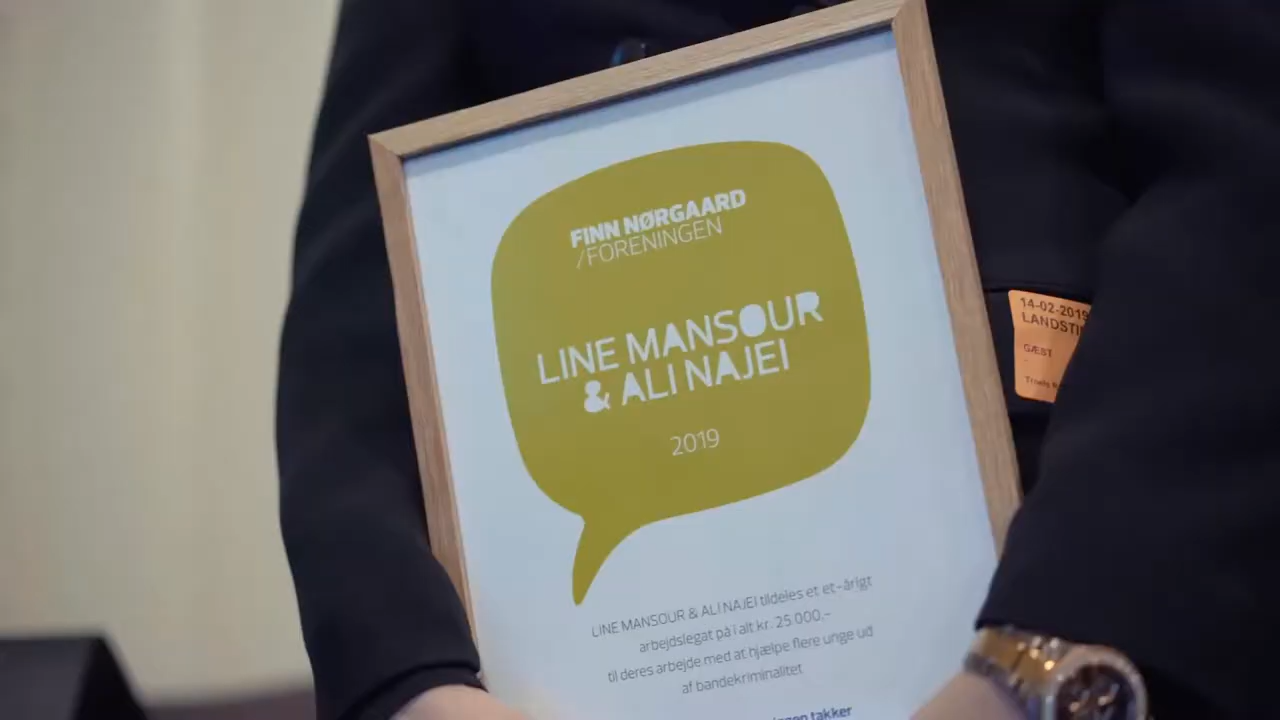 FINN NØRGAARD
/FORENINGEN
LINE MANSOUR
& ALI NAJEI
2019
LINE MANSOUR & ALI NAJEI tildeles et et-årigt
arbejdslegat på i alt kr. 25.000,-
til deres arbejde med at hjælpe flere unge ud
af bandekriminalitet
takker
14-02-2019
GÆST